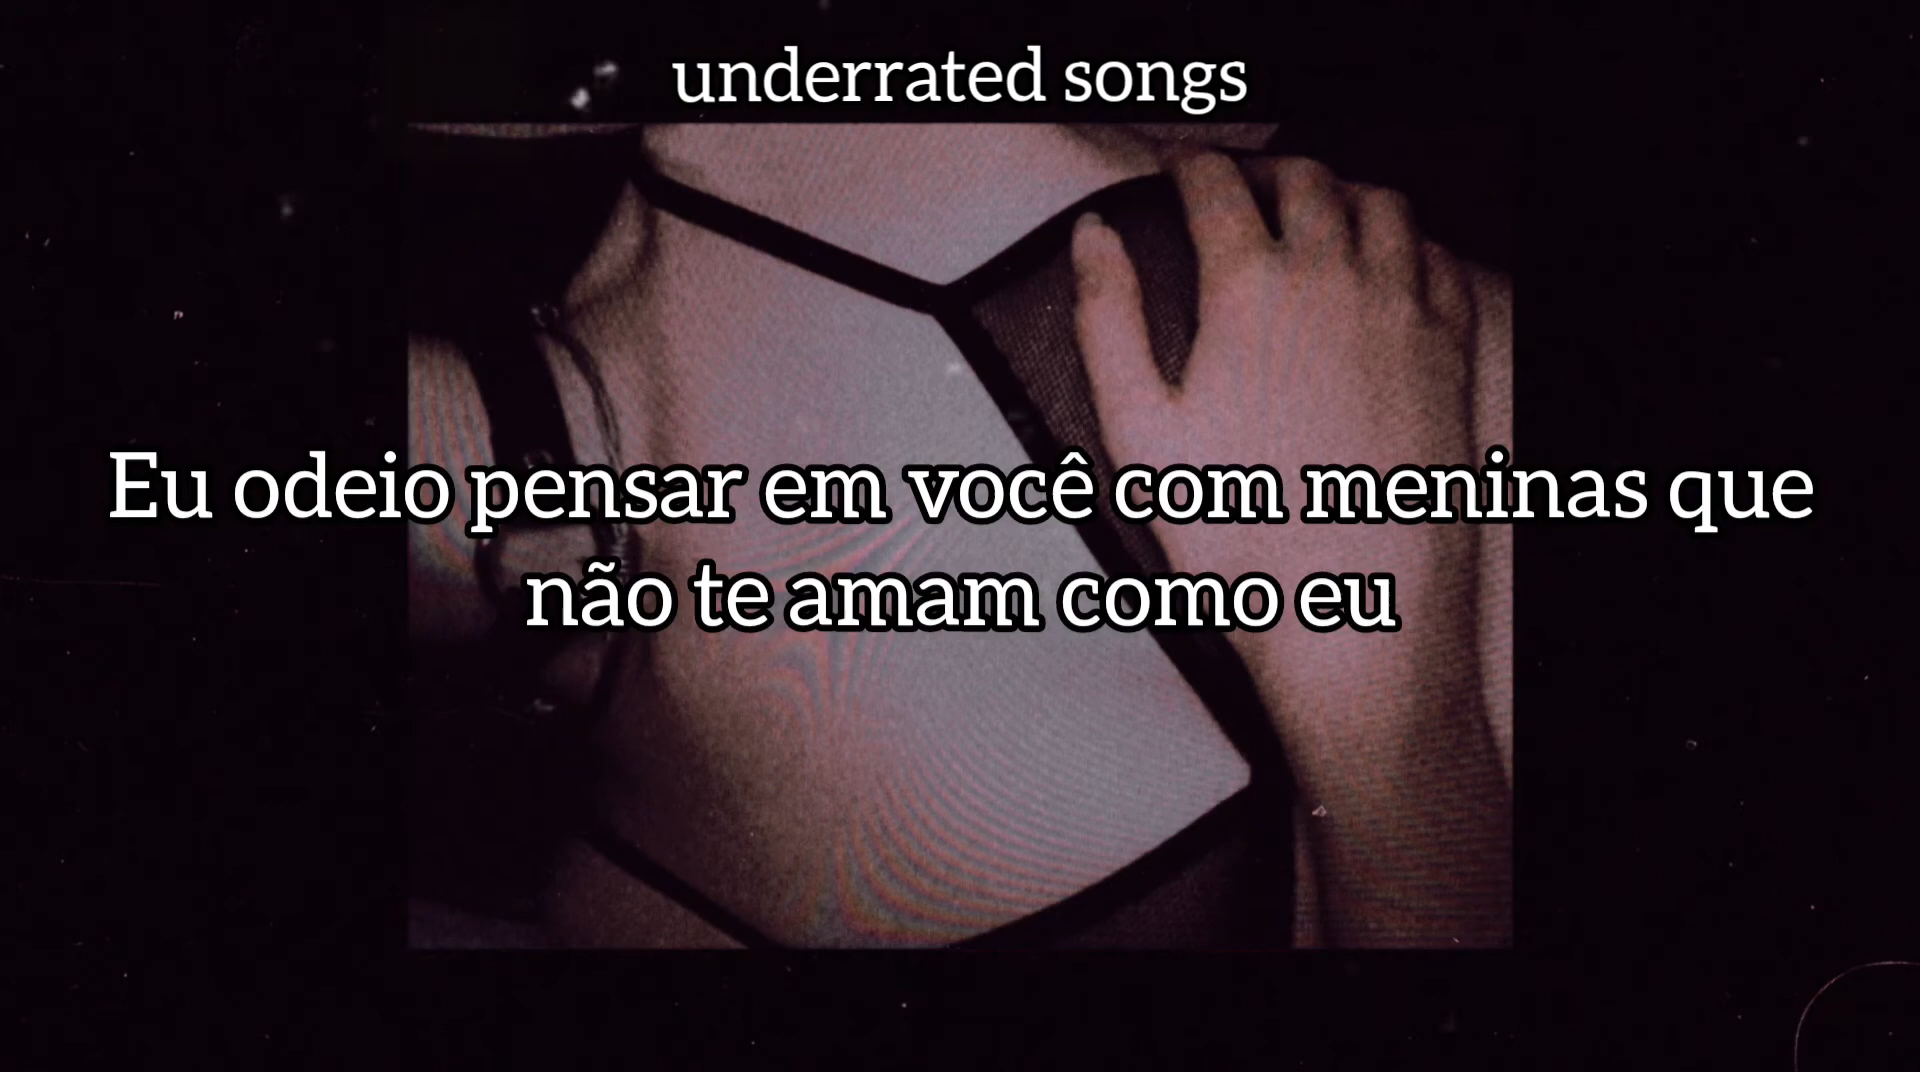 underrated songs
Eu odeio pensar em você com meninas que
não te amam como eu